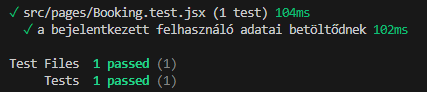 ✓ src/pages/Booking.test.jsx (1 test) 104ms
✓ a bejelentkezett felhasználó adatai betöltődnek 102ms
Test Files 1 passed (1)
Tests 1 passed (1)